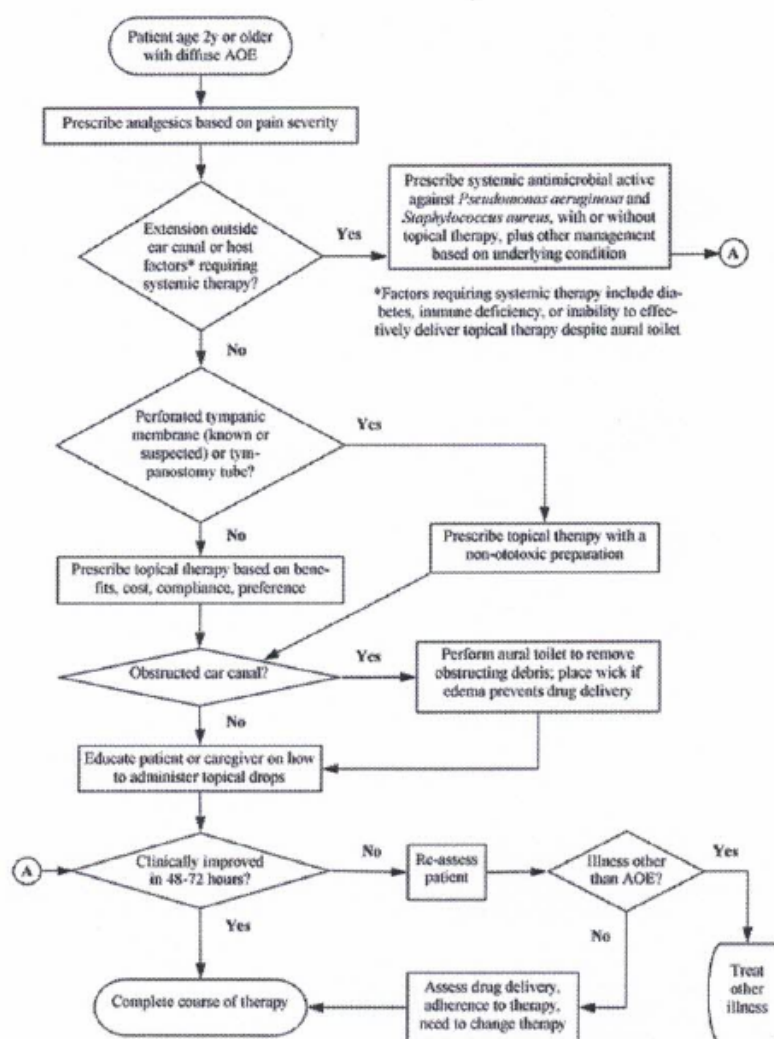 Patient age 2y or older
with diffuse AOE
Prescribe analgesics based on pain severity
Extension outside
ear canal or host
factors* requiring
systemic therapy?
Yes
Prescribe systemic antimicrobial active
against Pseudomonas aeruginosa and
Staphylococcus aureus, with or without
topical therapy, plus other management
based on underlying condition
A
*Factors requiring systemic therapy include dia-
betes, immune deficiency, or inability to effec-
tively deliver topical therapy despite aural toilet
No
Perforated tympanic
membrane (known or
suspected) or tym-
panostomy tube?
Yes
No
Prescribe topical therapy with a
non-ototoxic preparation
Prescribe topical therapy based on bene-
fits, cost, compliance, preference
Obstructed ear canal?
Yes
Perform aural toilet to remove
obstructing debris; place wick if
edema prevents drug delivery
No
Educate patient or caregiver on how
to administer topical drops
A
Clinically improved
in 48-72 hours?
No
Re-assess
patient
Illness other
than AOE?
Yes
Yes
No
Complete course of therapy
Assess drug delivery,
adherence to therapy,
need to change therapy
Treat
other
illness